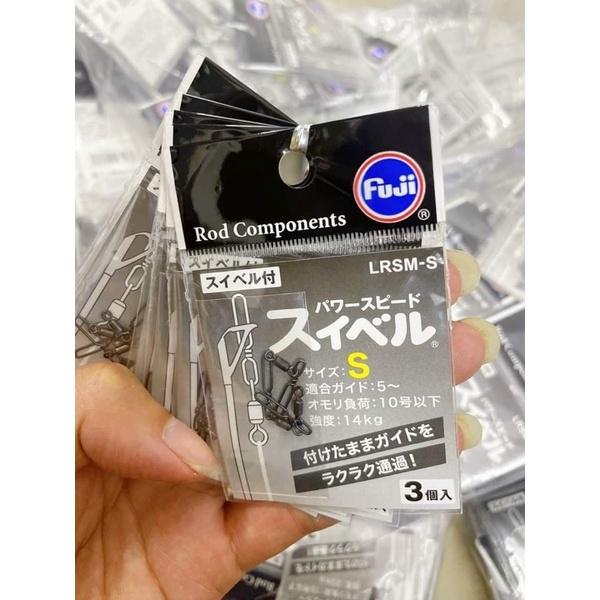 Fuji
®
Rod Components
LRSM-S
スイベル付
パワースピード
スイベル®
サイズ:S
適合ガイド:5〜
オモリ負荷:10号以下
強度:14kg
付けたままガイドを
ラクラク通過!
3個入